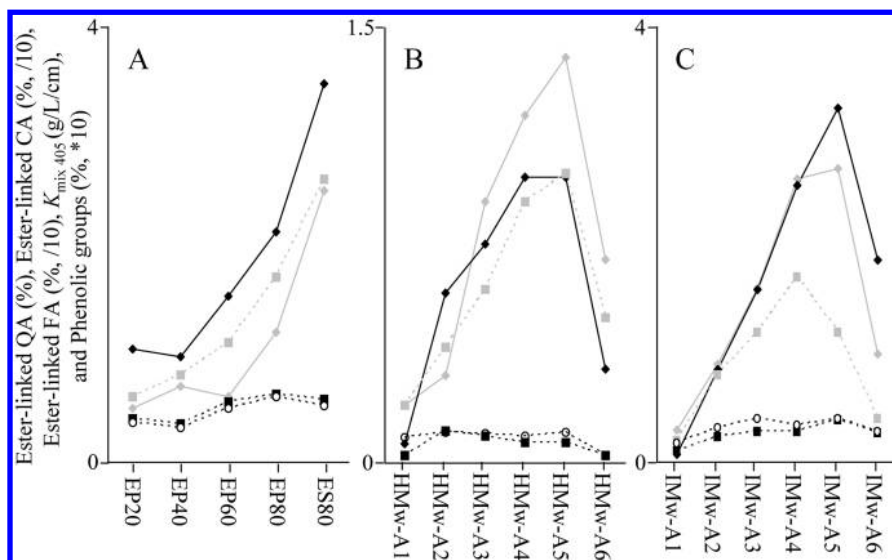 Ester-linked QA (%), Ester-linked CA (%, /10),
Ester-linked FA (%, /10), Kmix 405 (g/L/cm),
and Phenolic groups (%, *10)
4
A
0
EP20
EP40
EP60
EP80
ES80
1.5
B
0
HMw-A1
HMw-A2
HMw-A3
HMw-A4
HMw-A5
HMw-A6
4
C
0
IMw-A1
IMw-A2
IMw-A3
IMw-A4
IMw-A5
IMw-A6